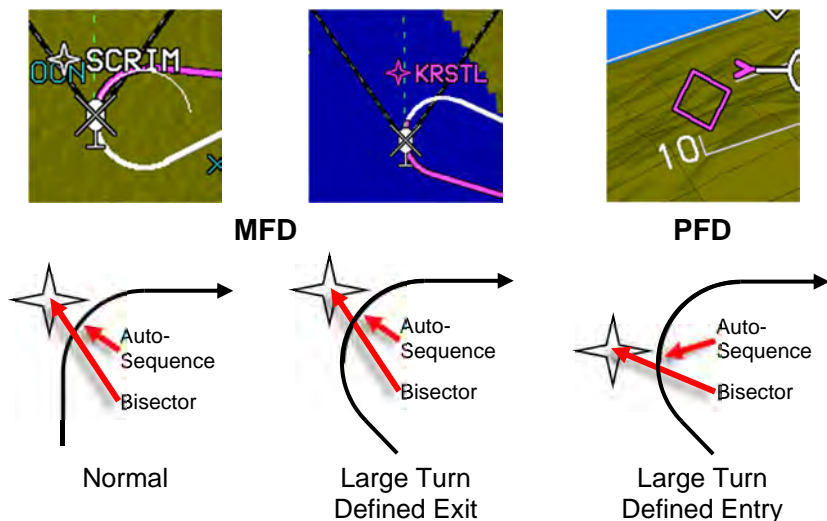 OON SCRIM
KRSTL
10
MFD
PFD
Auto-
Sequence
Bisector
Normal
Auto-
Sequence
Bisector
Large Turn
Defined Exit
Auto-
Sequence
Bisector
Large Turn
Defined Entry